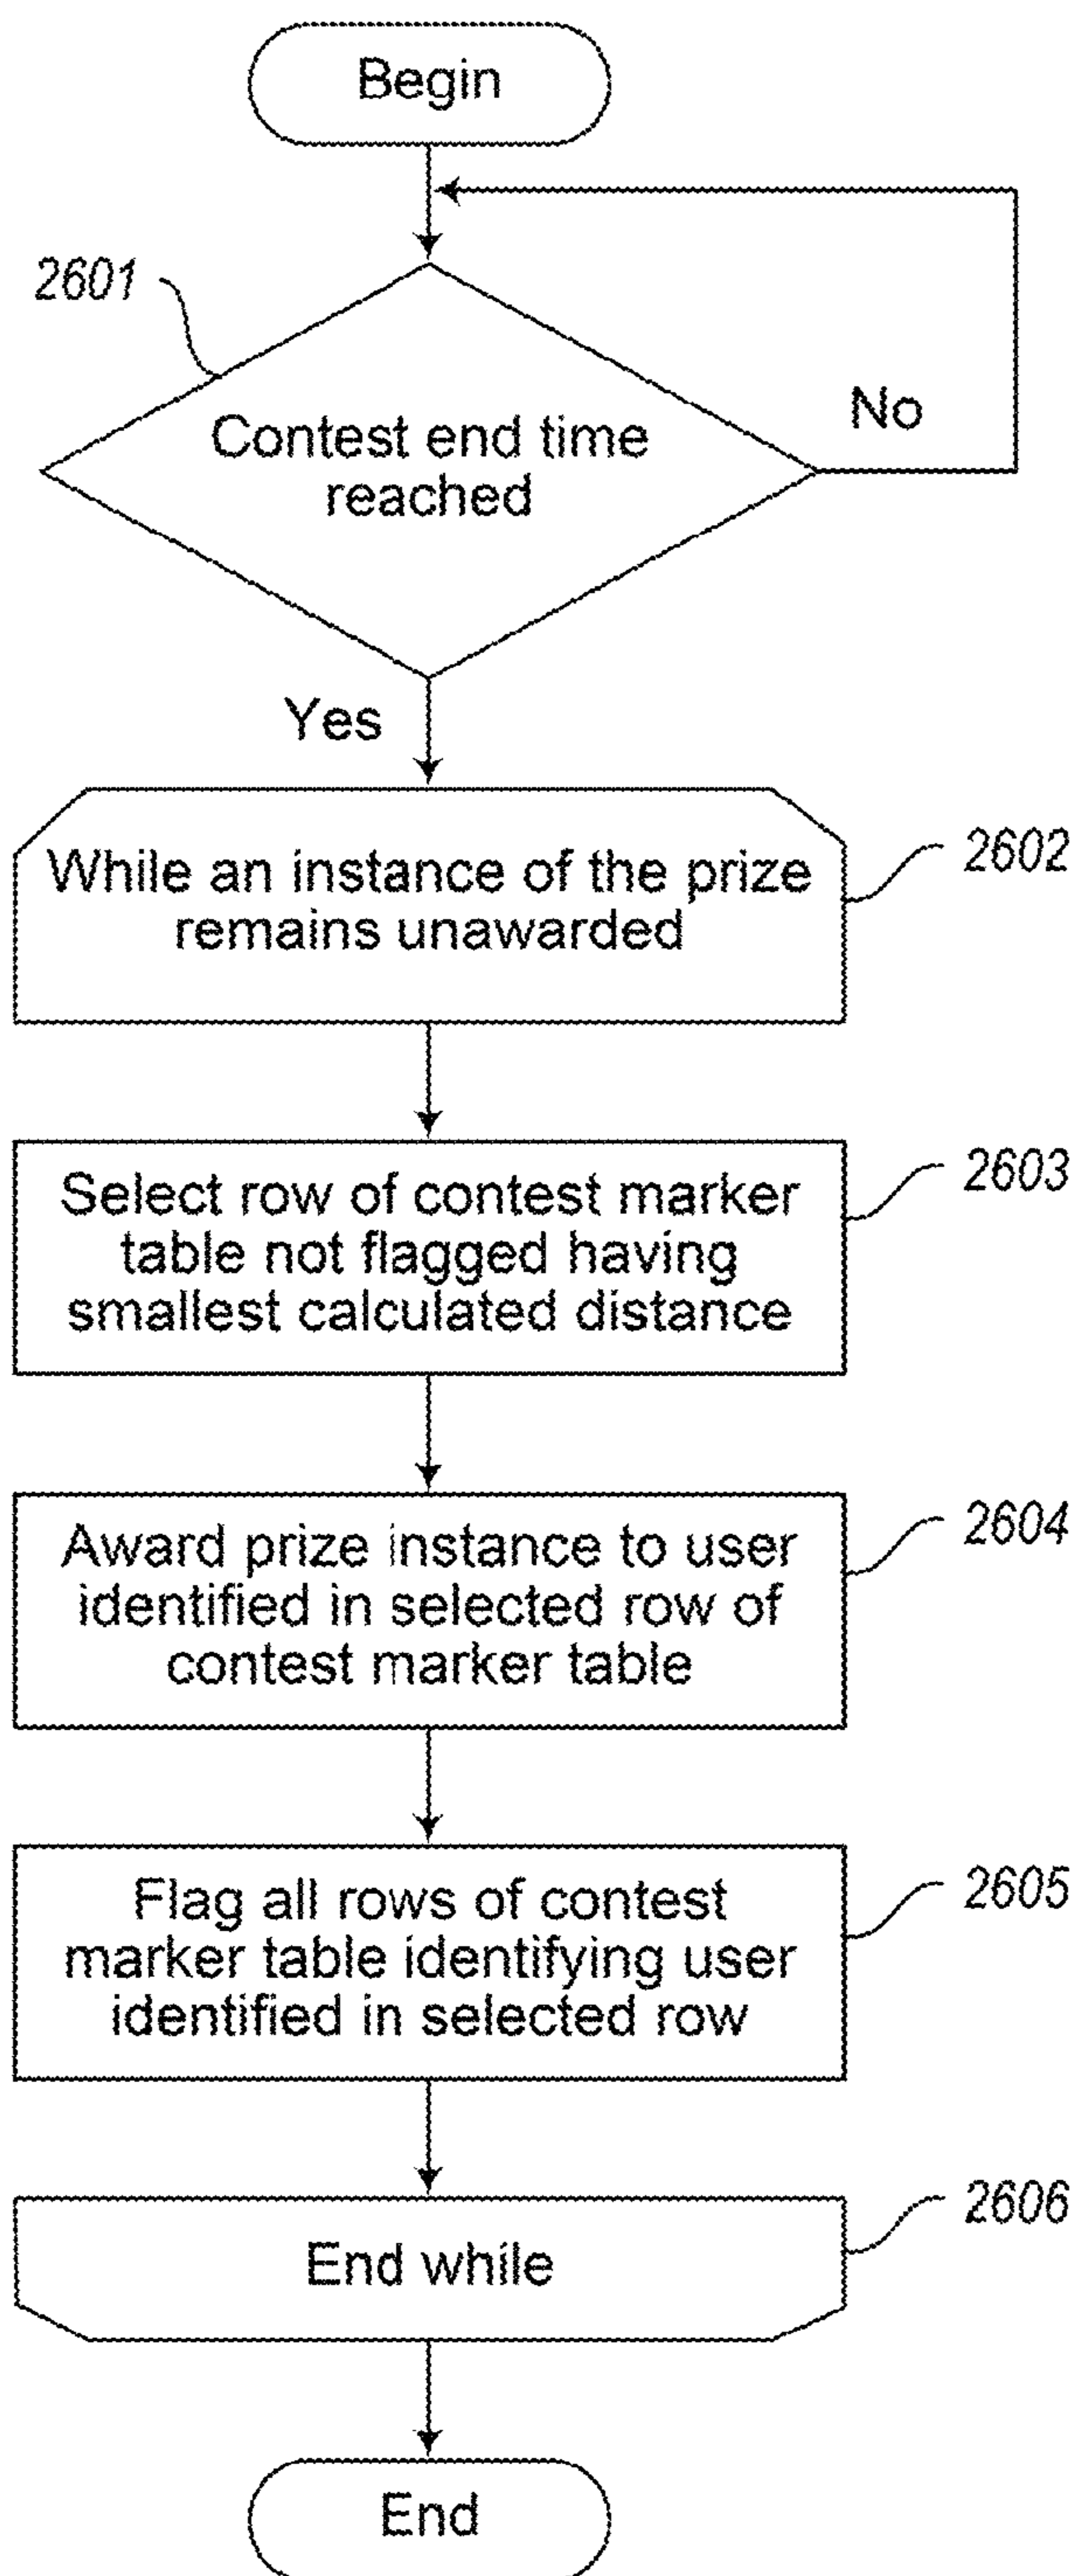 Begin
2601
Contest end time
reached
No
Yes
While an instance of the prize
remains unawarded
2602
Select row of contest marker
table not flagged having
smallest calculated distance
2603
Award prize instance to user
identified in selected row of
contest marker table
2604
Flag all rows of contest
marker table identifying user
identified in selected row
2605
End while
2606
End